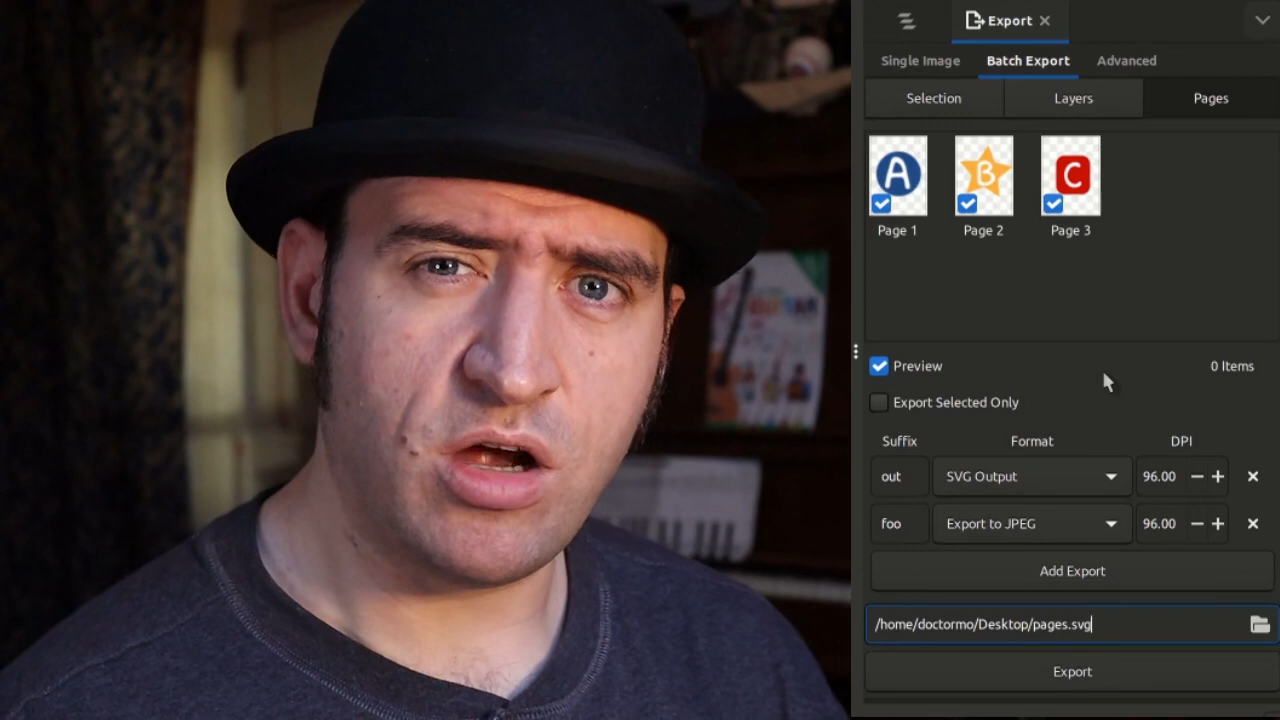 Export
Single Image Batch Export Advanced
Selection Layers Pages
A B C
Page 1 Page 2 Page 3
Preview 0 Items
Export Selected Only
Suffix Format DPI
out SVG Output 96.00
foo Export to JPEG 96.00
Add Export
/home/doctormo/Desktop/pages.svg
Export